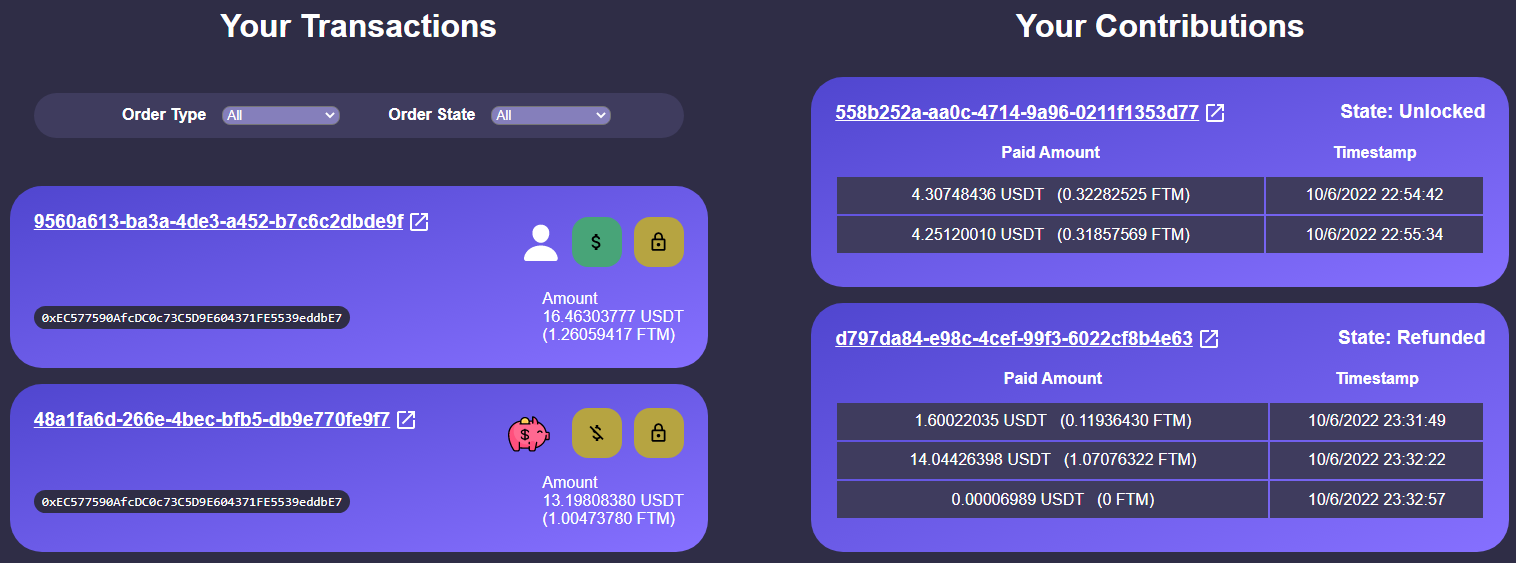 Your Transactions
Order Type All Order State All
9560a613-ba3a-4de3-a452-b7c6c2dbde9f
$
0xEC577590AfcDC0c73C5D9E604371FE5539eddbE7
Amount
16.46303777 USDT
(1.26059417 FTM)
48a1fa6d-266e-4bec-bfb5-db9e770fe9f7
$ $
0xEC577590AfcDC0c73C5D9E604371FE5539eddbE7
Amount
13.19808380 USDT
(1.00473780 FTM)
Your Contributions
558b252a-aa0c-4714-9a96-0211f1353d77 State: Unlocked
Paid Amount Timestamp
4.30748436 USDT (0.32282525 FTM) 10/6/2022 22:54:42
4.25120010 USDT (0.31857569 FTM) 10/6/2022 22:55:34
d797da84-e98c-4cef-99f3-6022cf8b4e63 State: Refunded
Paid Amount Timestamp
1.60022035 USDT (0.11936430 FTM) 10/6/2022 23:31:49
14.04426398 USDT (1.07076322 FTM) 10/6/2022 23:32:22
0.00006989 USDT (0 FTM) 10/6/2022 23:32:57